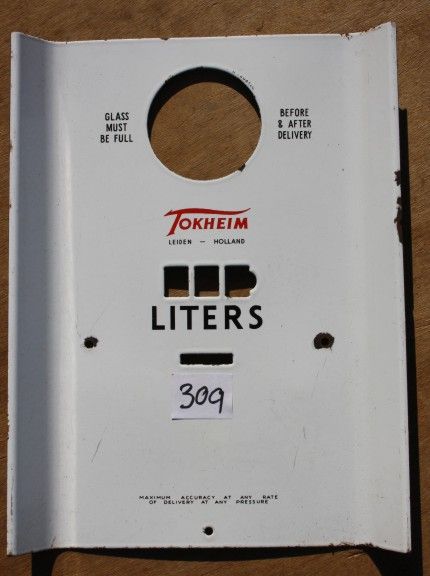 GLASS
MUST
BE FULL
BEFORE
& AFTER
DELIVERY
TOKHEIM
LEIDEN — HOLLAND
LITERS
309
MAXIMUM ACCURACY AT ANY RATE
OF DELIVERY AT ANY PRESSURE